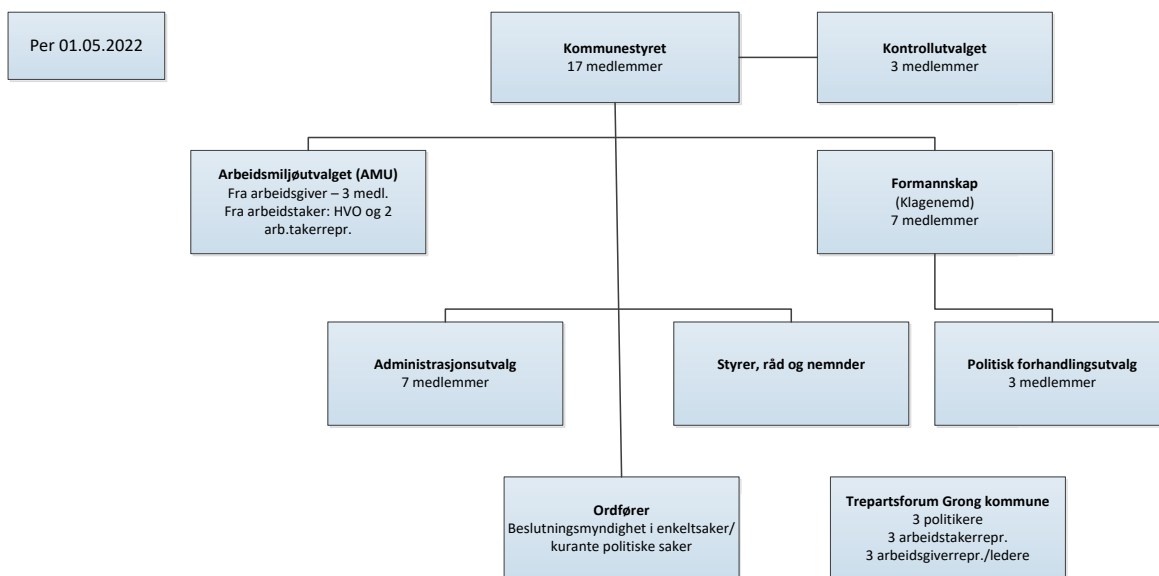 Per 01.05.2022
Kommunestyret
17 medlemmer
Kontrollutvalget
3 medlemmer
Arbeidsmiljøutvalget (AMU)
Fra arbeidsgiver – 3 medl.
Fra arbeidstaker: HVO og 2
arb.takerrepr.
Formannskap
(Klagenemd)
7 medlemmer
Administrasjonsutvalg
7 medlemmer
Styrer, råd og nemnder
Politisk forhandlingsutvalg
3 medlemmer
Ordfører
Beslutningsmyndighet i enkeltsaker/
kurante politiske saker
Trepartsforum Grong kommune
3 politikere
3 arbeidstakerrepr.
3 arbeidsgiverrepr./ledere